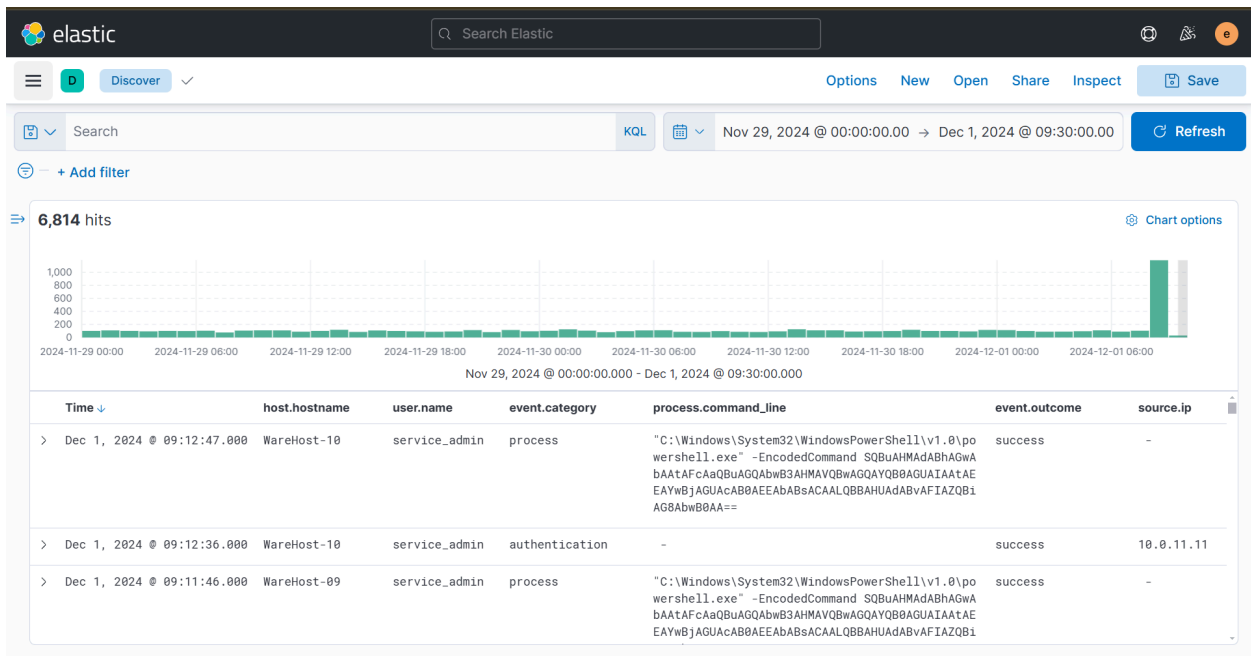 elastic
Search Elastic
e
D
Discover
Options
New
Open
Share
Inspect
Save
Search
KQL
Nov 29, 2024 @ 00:00:00.00 → Dec 1, 2024 @ 09:30:00.00
Refresh
+ Add filter
6,814 hits
Chart options
1,000
800
600
400
200
0
2024-11-29 00:00 2024-11-29 06:00 2024-11-29 12:00 2024-11-29 18:00 2024-11-30 00:00 2024-11-30 06:00 2024-11-30 12:00 2024-11-30 18:00 2024-12-01 00:00 2024-12-01 06:00
Nov 29, 2024 @ 00:00:00.000 - Dec 1, 2024 @ 09:30:00.000
Time ↓ host.hostname user.name event.category process.command_line event.outcome source.ip
Dec 1, 2024 @ 09:12:47.000 WareHost-10 service_admin process "C:\Windows\System32\WindowsPowerShell\v1.0\po success -
wershell.exe" -EncodedCommand SQBuAHMAdABhAGwA
bAAtAFcAaQBuAGQAbwB3AHMAVQBwAGQAYQB0AGUAIAAtAE
EAYwBjAGUAcAB0AEEAbABsACAALQBBAHUAdABvAFIAZQBi
AG8AbwB0AA==
Dec 1, 2024 @ 09:12:36.000 WareHost-10 service_admin authentication - success 10.0.11.11
Dec 1, 2024 @ 09:11:46.000 WareHost-09 service_admin process "C:\Windows\System32\WindowsPowerShell\v1.0\po success -
wershell.exe" -EncodedCommand SQBuAHMAdABhAGwA
bAAtAFcAaQBuAGQAbwB3AHMAVQBwAGQAYQB0AGUAIAAtAE
EAYwBjAGUAcAB0AEEAbABsACAALQBBAHUAdABvAFIAZQBi